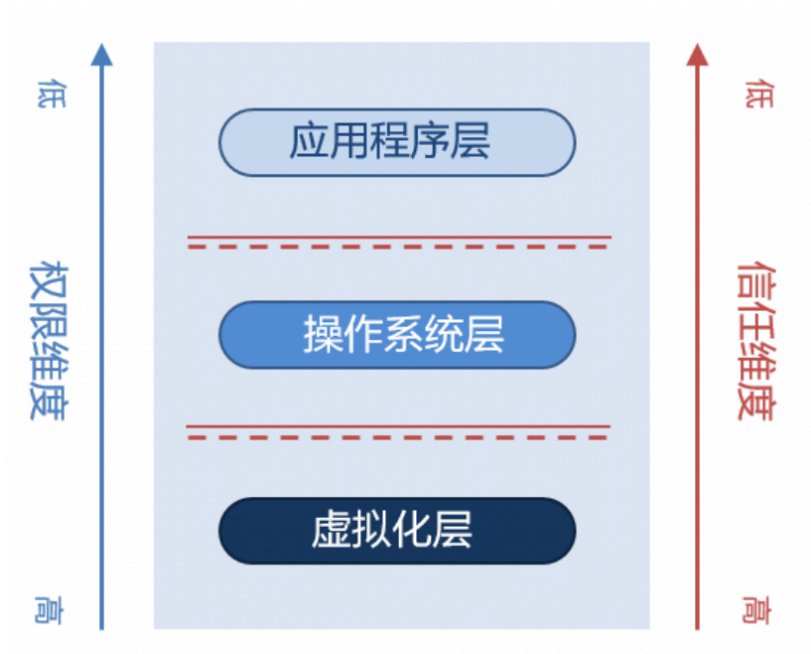 低
权限维度
高
应用程序层
操作系统层
虚拟化层
低
信任维度
高